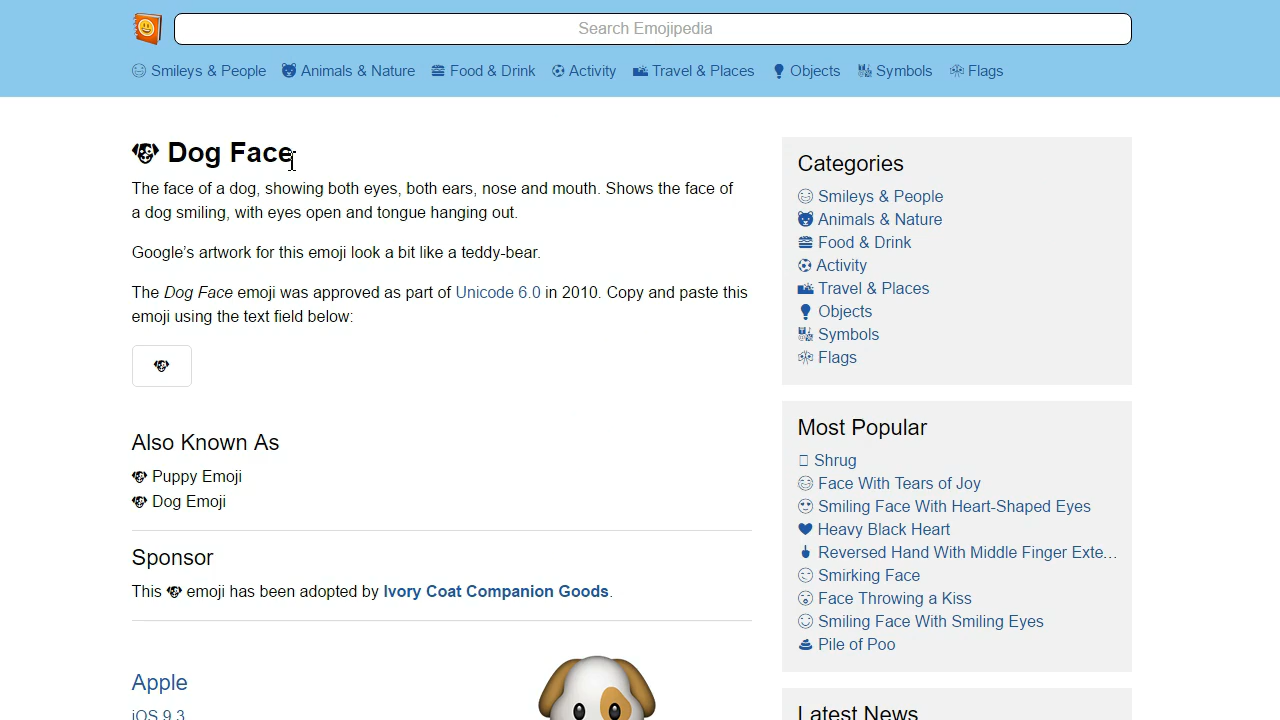 Search Emojipedia
Smileys & People Animals & Nature Food & Drink Activity Travel & Places Objects Symbols Flags
Dog Face
The face of a dog, showing both eyes, both ears, nose and mouth. Shows the face of
a dog smiling, with eyes open and tongue hanging out.
Google’s artwork for this emoji look a bit like a teddy-bear.
The Dog Face emoji was approved as part of Unicode 6.0 in 2010. Copy and paste this
emoji using the text field below:
Also Known As
Puppy Emoji
Dog Emoji
Sponsor
This 🐶 emoji has been adopted by Ivory Coat Companion Goods.
Apple
iOS 9.3
Categories
Smileys & People
Animals & Nature
Food & Drink
Activity
Travel & Places
Objects
Symbols
Flags
Most Popular
Shrug
Face With Tears of Joy
Smiling Face With Heart-Shaped Eyes
Heavy Black Heart
Reversed Hand With Middle Finger Exte...
Smirking Face
Face Throwing a Kiss
Smiling Face With Smiling Eyes
Pile of Poo
Latest News